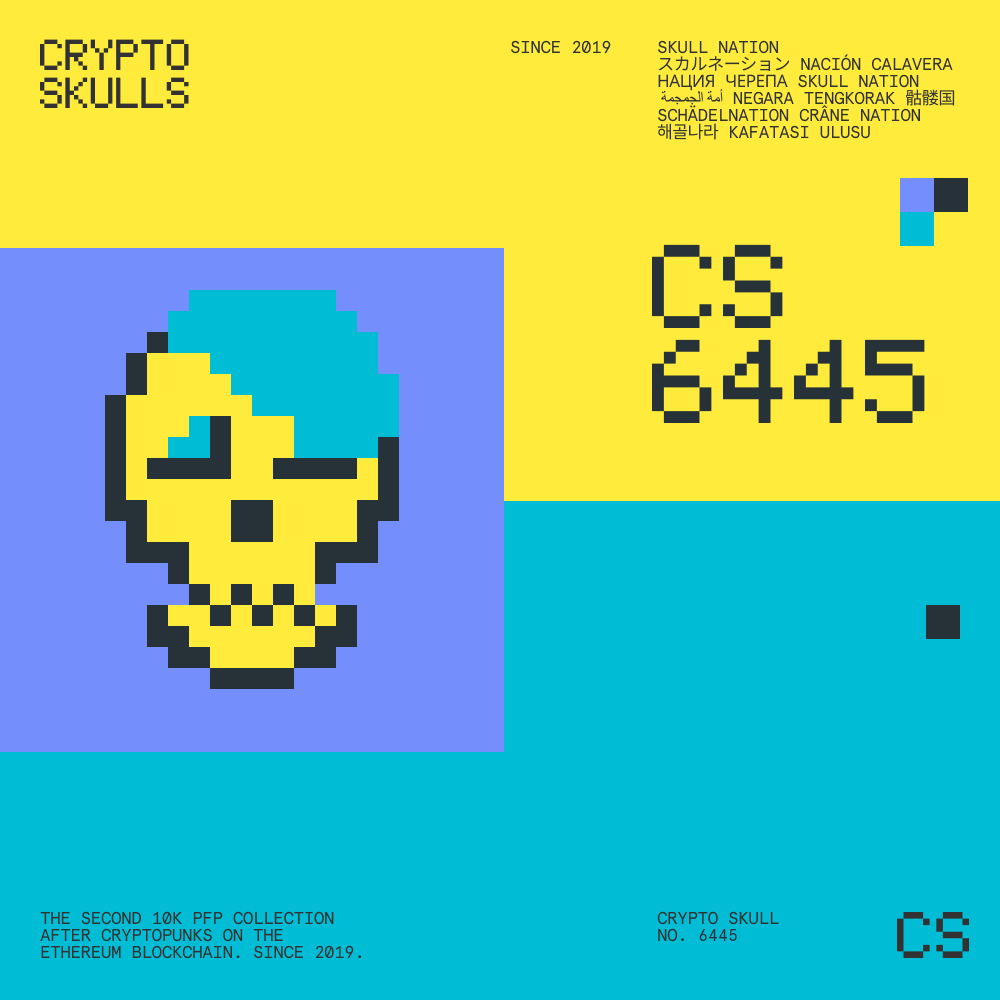 CRYPTO
SKULLS
SINCE 2019
SKULL NATION
スカルネーション NACIÓN CALAVERA
НАЦИЯ ЧЕРЕПА SKULL NATION
أمة الجمجمة NEGARA TENGKORAK 骷髅国
SCHÄDELNATION CRÂNE NATION
해골나라 KAFATASI ULUSU
CS
6445
THE SECOND 10K PFP COLLECTION
AFTER CRYPTOPUNKS ON THE
ETHEREUM BLOCKCHAIN. SINCE 2019.
CRYPTO SKULL
NO. 6445
CS